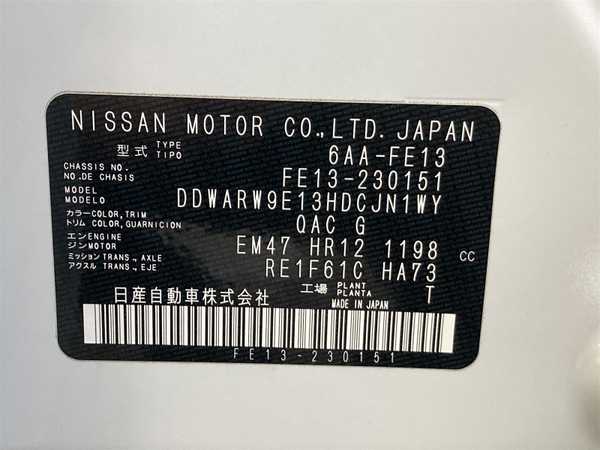 NISSAN MOTOR CO.,LTD. JAPAN
型式 TYPE TIPO 6AA-FE13
CHASSIS NO. NO.DE CHASIS FE13-230151
MODEL MODELO DDWARW9E13HDCJN1WY
カラー COLOR,TRIM トリム COLOR,GUARNICION QAC G
エンジン ENGINE MOTOR EM47 HR12 1198 CC
ミッション TRANS., AXLE アクスル TRANS., EJE RE1F61C HA73
工場 PLANT PLANTA T
日産自動車株式会社 MADE IN JAPAN
FE13-230151